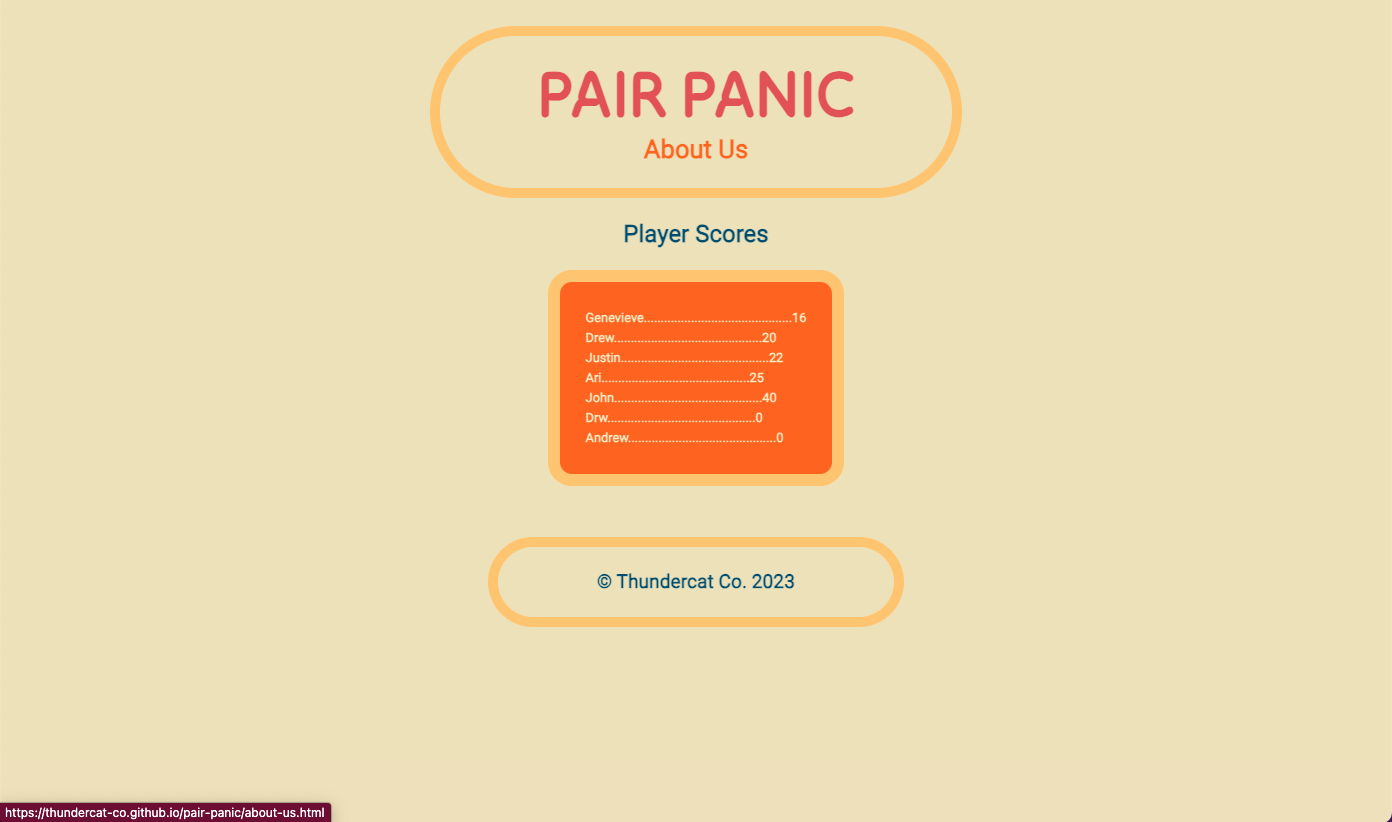 PAIR PANIC
About Us
Player Scores
Genevieve............................................16
Drew............................................20
Justin............................................22
Ari............................................25
John............................................40
Drw............................................0
Andrew............................................0
© Thundercat Co. 2023
https://thundercat-co.github.io/pair-panic/about-us.html